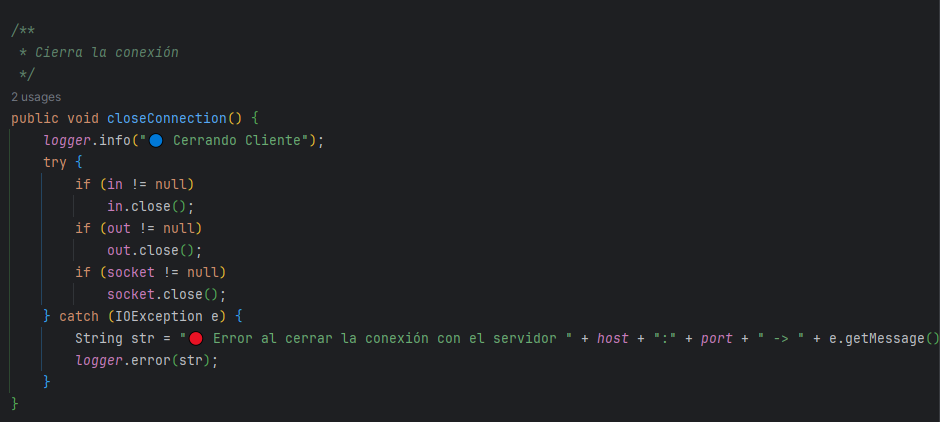 /**
 * Cierra la conexión
 */
2 usages
public void closeConnection() {
    logger.info("🔵 Cerrando Cliente");
    try {
        if (in != null)
            in.close();
        if (out != null)
            out.close();
        if (socket != null)
            socket.close();
    } catch (IOException e) {
        String str = "🔴 Error al cerrar la conexión con el servidor " + host + ":" + port + " -> " + e.getMessage()
        logger.error(str);
    }
}